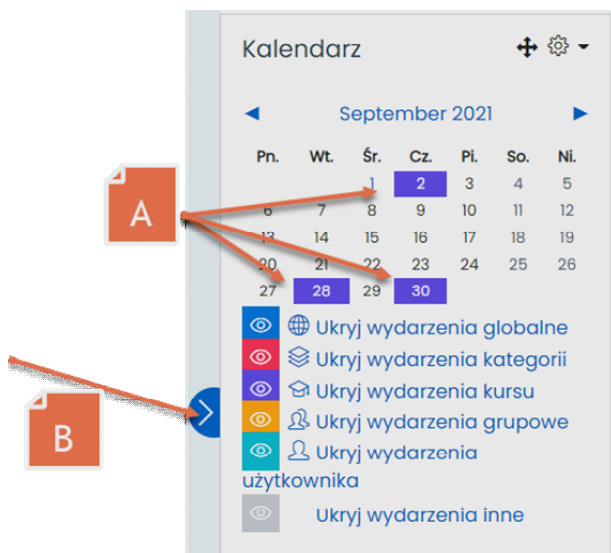 Kalendarz
September 2021
Pn. Wt. Śr. Cz. Pi. So. Ni.
1 2 3 4 5
6 7 8 9 10 11 12
13 14 15 16 17 18 19
20 21 22 23 24 25 26
27 28 29 30
A
Ukryj wydarzenia globalne
Ukryj wydarzenia kategorii
Ukryj wydarzenia kursu
Ukryj wydarzenia grupowe
Ukryj wydarzenia
użytkownika
Ukryj wydarzenia inne
B